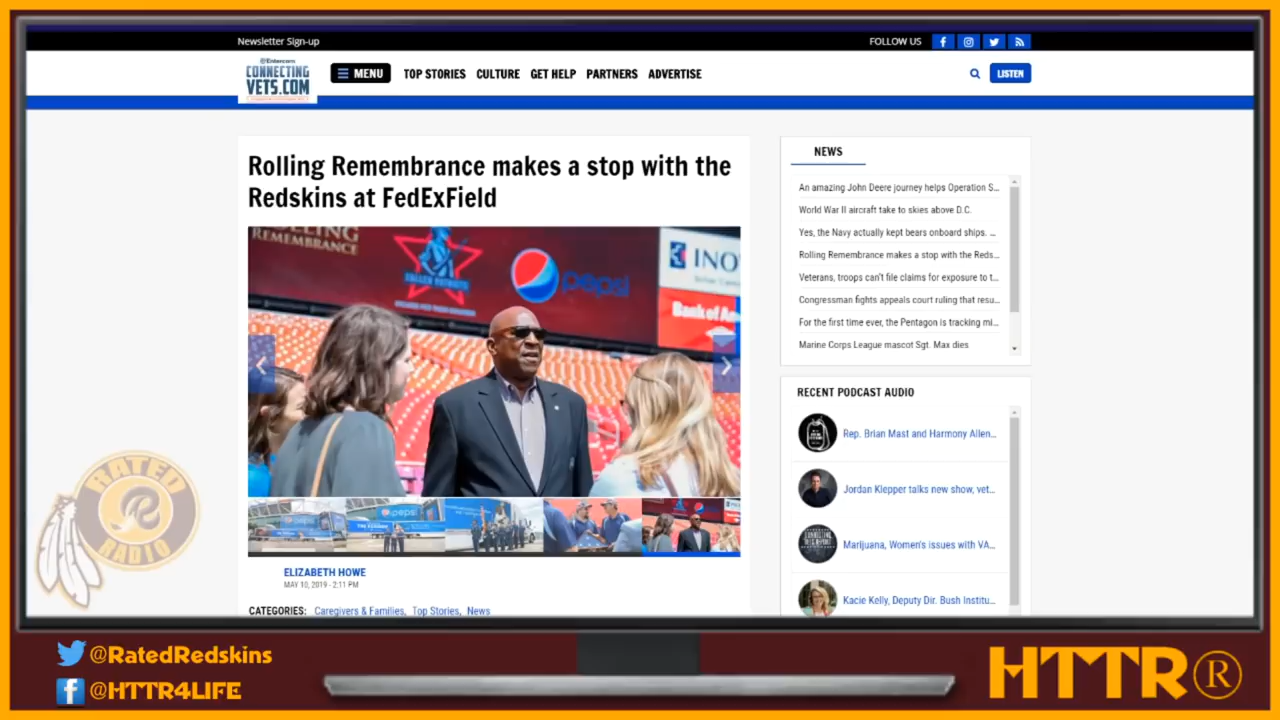 Newsletter Sign-up
FOLLOW US
Entercom
CONNECTING
VETS.COM
MENU
TOP STORIES
CULTURE
GET HELP
PARTNERS
ADVERTISE
LISTEN
Rolling Remembrance makes a stop with the
Redskins at FedExField
ROLLING
REMEMBRANCE
FALLEN PATRIOTS
pepsi
INO
Bank of Am
pepsi
pepsi
ELIZABETH HOWE
MAY 10, 2019 - 2:11 PM
CATEGORIES: Caregivers & Families, Top Stories, News
NEWS
An amazing John Deere journey helps Operation S...
World War II aircraft take to skies above D.C.
Yes, the Navy actually kept bears onboard ships. ...
Rolling Remembrance makes a stop with the Reds...
Veterans, troops can't file claims for exposure to t...
Congressman fights appeals court ruling that resu...
For the first time ever, the Pentagon is tracking mi...
Marine Corps League mascot Sgt. Max dies
RECENT PODCAST AUDIO
Rep. Brian Mast and Harmony Allen...
Jordan Klepper talks new show, vet...
Marijuana, Women's issues with VA...
Kacie Kelly, Deputy Dir. Bush Institu...
RATED
R
RADIO
@RatedRedskins
@HTTR4LIFE
HTTR®